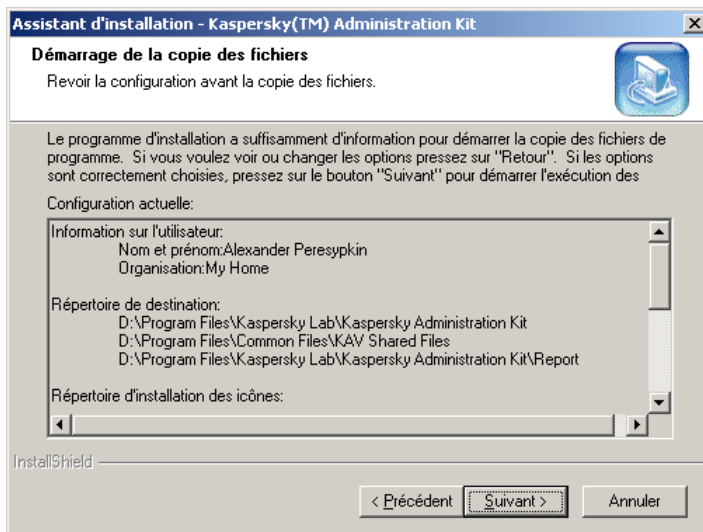 Assistant d'installation - Kaspersky(TM) Administration Kit
Démarrage de la copie des fichiers
Revoir la configuration avant la copie des fichiers.
Le programme d'installation a suffisamment d'information pour démarrer la copie des fichiers de
programme. Si vous voulez voir ou changer les options pressez sur "Retour". Si les options
sont correctement choisies, pressez sur le bouton "Suivant" pour démarrer l'exécution des
Configuration actuelle:
Information sur l'utilisateur:
Nom et prénom:Alexander Peresypkin
Organisation:My Home
Répertoire de destination:
D:\Program Files\Kaspersky Lab\Kaspersky Administration Kit
D:\Program Files\Common Files\KAV Shared Files
D:\Program Files\Kaspersky Lab\Kaspersky Administration Kit\Report
Répertoire d'installation des icônes:
InstallShield
< Précédent Suivant > Annuler